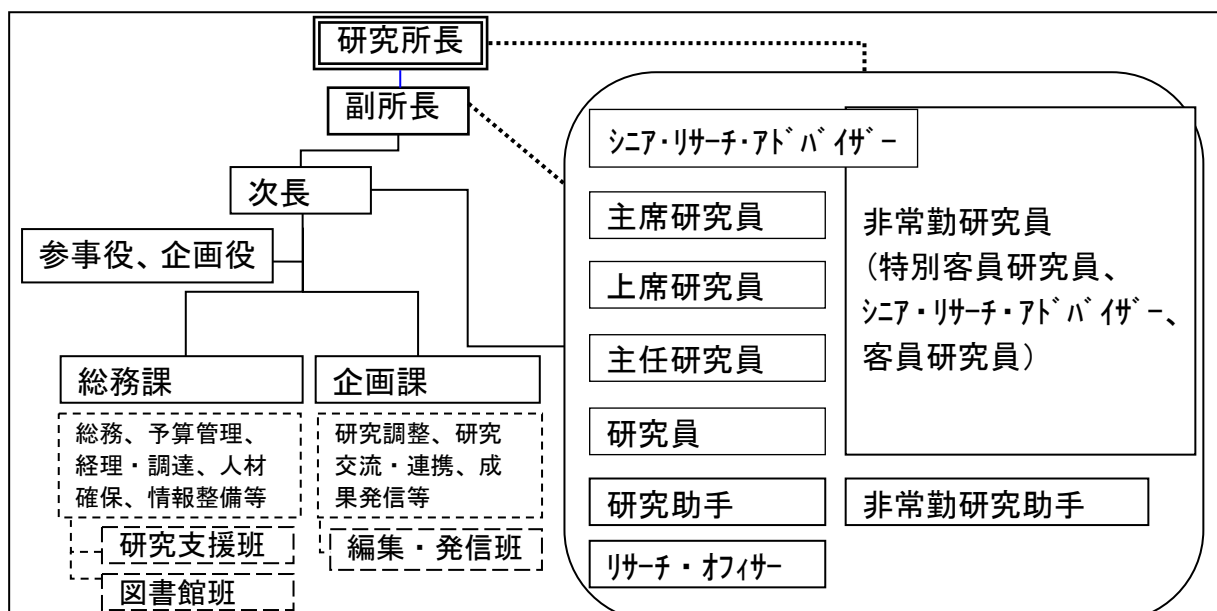 研究所長
副所長
次長
参事役、企画役
総務課
総務、予算管理、
経理・調達、人材
確保、情報整備等
研究支援班
図書館班
企画課
研究調整、研究
交流・連携、成
果発信等
編集・発信班
ｼﾆｱ・ﾘｻｰﾁ・ｱﾄﾞﾊﾞｲｻﾞｰ
主席研究員
上席研究員
主任研究員
研究員
研究助手
ﾘｻｰﾁ・ｵﾌｨｻｰ
非常勤研究員
（特別客員研究員、
ｼﾆｱ・ﾘｻｰﾁ・ｱﾄﾞﾊﾞｲｻﾞｰ、
客員研究員）
非常勤研究助手